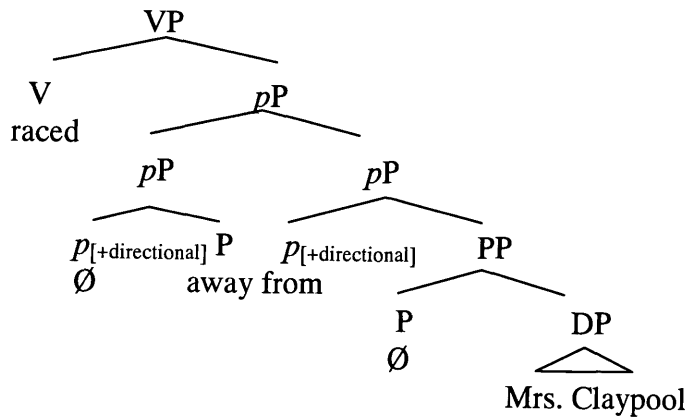 VP
V pP
raced
pP pP
p[+directional] P p[+directional] PP
Ø away from
P DP
Ø
Mrs. Claypool